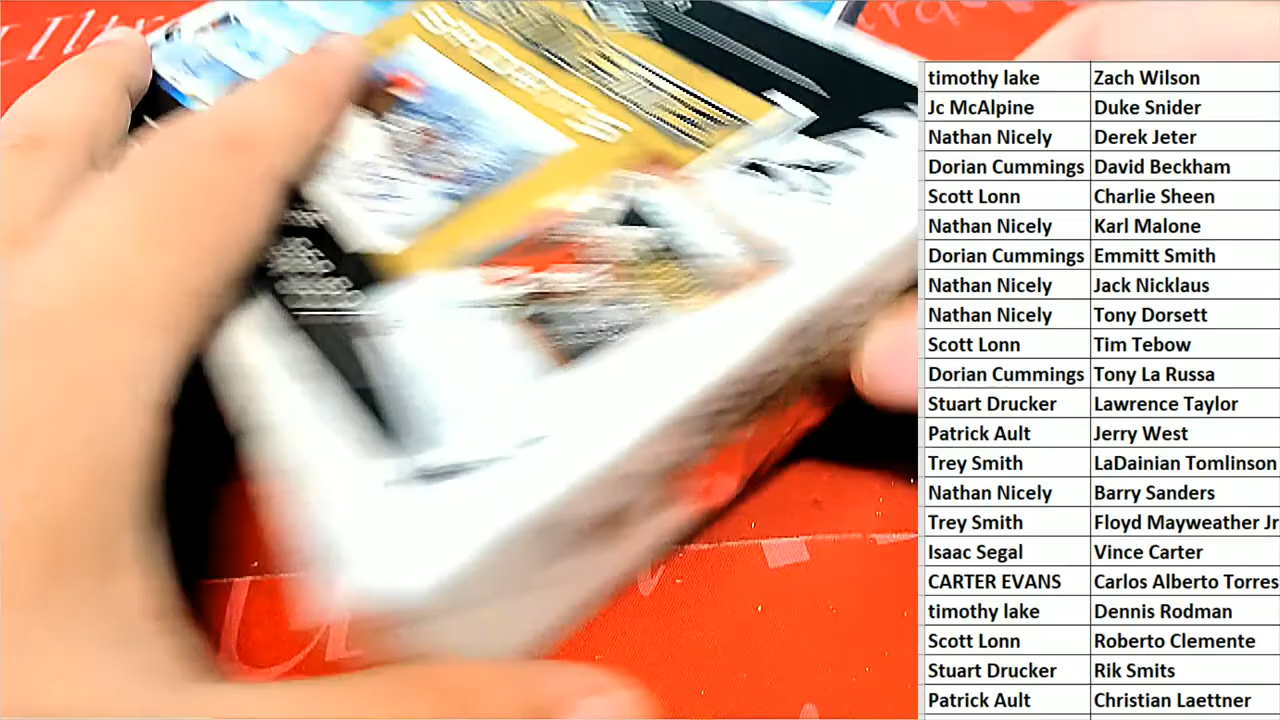 timothy lake Zach Wilson
Jc McAlpine Duke Snider
Nathan Nicely Derek Jeter
Dorian Cummings David Beckham
Scott Lonn Charlie Sheen
Nathan Nicely Karl Malone
Dorian Cummings Emmitt Smith
Nathan Nicely Jack Nicklaus
Nathan Nicely Tony Dorsett
Scott Lonn Tim Tebow
Dorian Cummings Tony La Russa
Stuart Drucker Lawrence Taylor
Patrick Ault Jerry West
Trey Smith LaDainian Tomlinson
Nathan Nicely Barry Sanders
Trey Smith Floyd Mayweather Jr
Isaac Segal Vince Carter
CARTER EVANS Carlos Alberto Torres
timothy lake Dennis Rodman
Scott Lonn Roberto Clemente
Stuart Drucker Rik Smits
Patrick Ault Christian Laettner